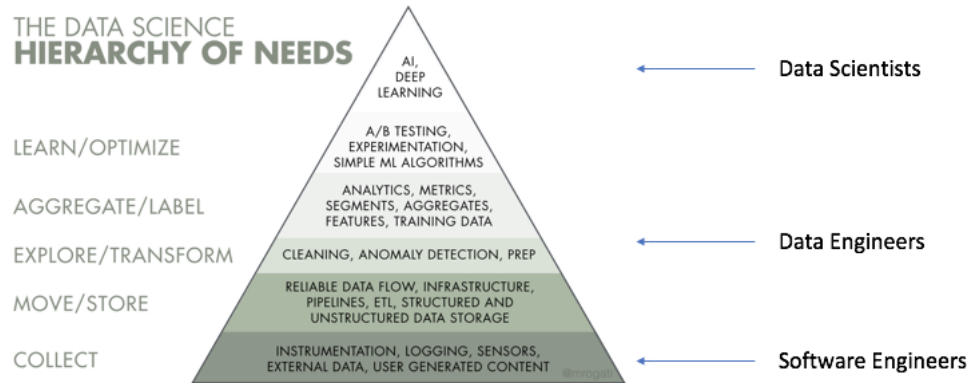 THE DATA SCIENCE
HIERARCHY OF NEEDS
AI,
DEEP
LEARNING
Data Scientists
LEARN/OPTIMIZE
A/B TESTING,
EXPERIMENTATION,
SIMPLE ML ALGORITHMS
AGGREGATE/LABEL
ANALYTICS, METRICS,
SEGMENTS, AGGREGATES,
FEATURES, TRAINING DATA
EXPLORE/TRANSFORM
CLEANING, ANOMALY DETECTION, PREP
Data Engineers
MOVE/STORE
RELIABLE DATA FLOW, INFRASTRUCTURE,
PIPELINES, ETL, STRUCTURED AND
UNSTRUCTURED DATA STORAGE
COLLECT
INSTRUMENTATION, LOGGING, SENSORS,
EXTERNAL DATA, USER GENERATED CONTENT
@mrogati
Software Engineers